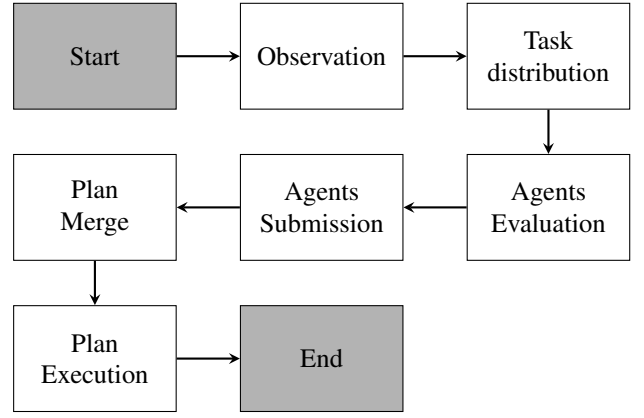 Start
Observation
Task
distribution
Plan
Merge
Agents
Submission
Agents
Evaluation
Plan
Execution
End